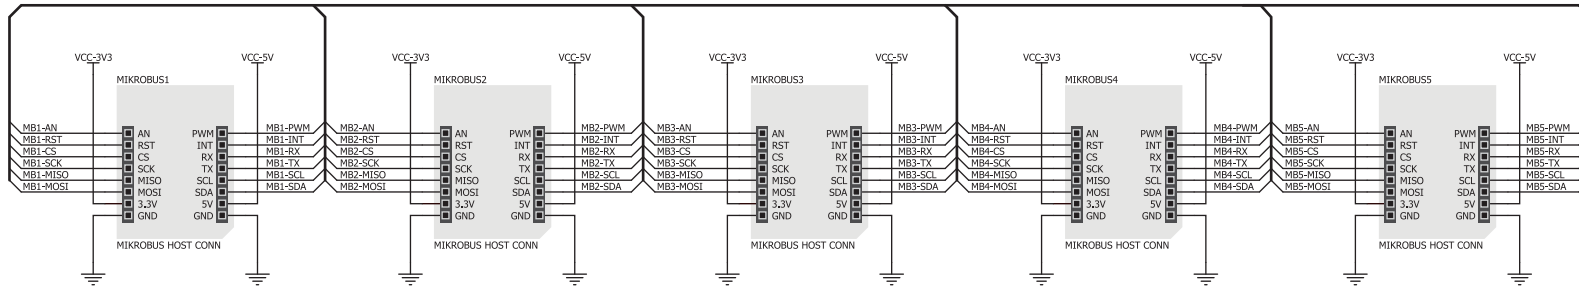 VCC-3V3 VCC-5V VCC-3V3 VCC-5V VCC-3V3 VCC-5V VCC-3V3 VCC-5V VCC-3V3 VCC-5V
MIKROBUS1 MIKROBUS2 MIKROBUS3 MIKROBUS4 MIKROBUS5
MB1-AN AN PWM MB1-PWM MB2-AN AN PWM MB2-PWM MB3-AN AN PWM MB3-PWM MB4-AN AN PWM MB4-PWM MB5-AN AN PWM MB5-PWM
MB1-RST RST INT MB1-INT MB2-RST RST INT MB2-INT MB3-RST RST INT MB3-INT MB4-RST RST INT MB4-INT MB5-RST RST INT MB5-INT
MB1-CS CS RX MB1-RX MB2-CS CS RX MB2-RX MB3-CS CS RX MB3-RX MB4-CS CS RX MB4-RX MB5-CS CS RX MB5-RX
MB1-SCK SCK TX MB1-TX MB2-SCK SCK TX MB2-TX MB3-SCK SCK TX MB3-TX MB4-SCK SCK TX MB4-TX MB5-SCK SCK TX MB5-TX
MB1-MISO MISO SCL MB1-SCL MB2-MISO MISO SCL MB2-SCL MB3-MISO MISO SCL MB3-SCL MB4-MISO MISO SCL MB4-SCL MB5-MISO MISO SCL MB5-SCL
MB1-MOSI MOSI SDA MB1-SDA MB2-MOSI MOSI SDA MB2-SDA MB3-MOSI MOSI SDA MB3-SDA MB4-MOSI MOSI SDA MB4-SDA MB5-MOSI MOSI SDA MB5-SDA
3.3V 5V 3.3V 5V 3.3V 5V 3.3V 5V 3.3V 5V
GND GND GND GND GND GND GND GND GND GND
MIKROBUS HOST CONN MIKROBUS HOST CONN MIKROBUS HOST CONN MIKROBUS HOST CONN MIKROBUS HOST CONN